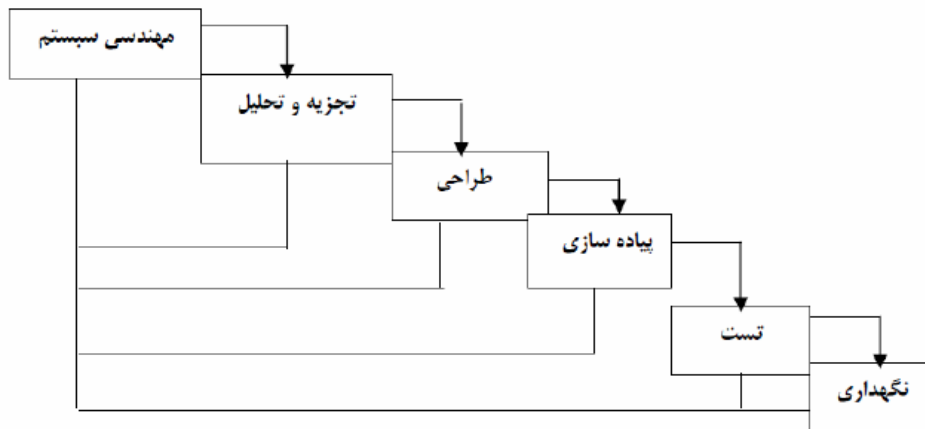 مهندسی سیستم
تجزیه و تحلیل
طراحی
پیاده سازی
تست
نگهداری